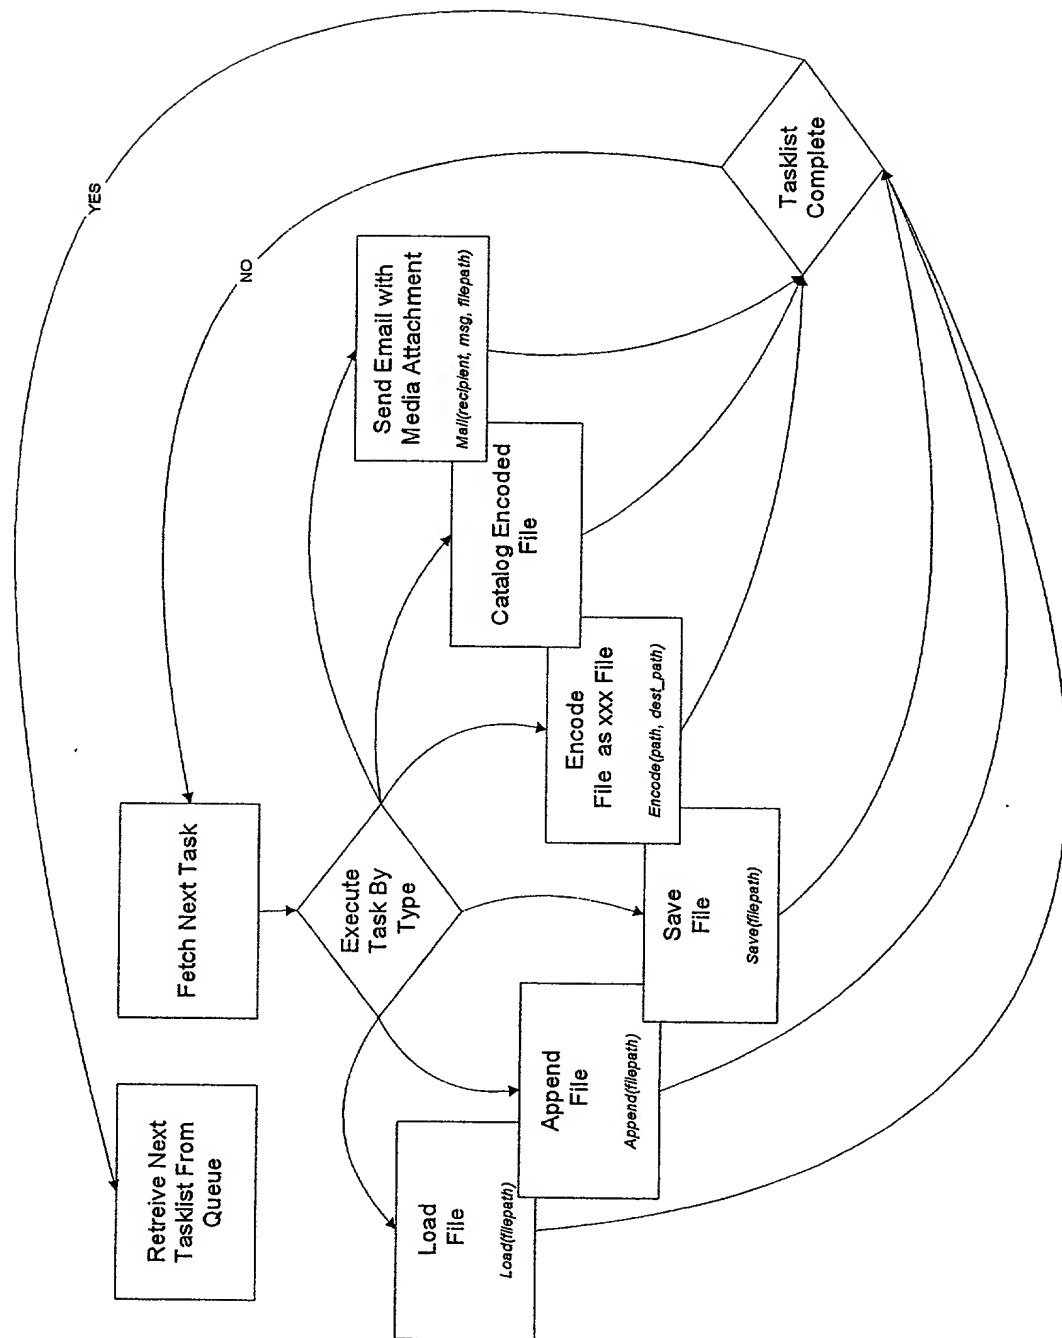 Retreive Next
Tasklist From
Queue
Fetch Next Task
YES
NO
Execute
Task By
Type
Load
File
Load(filepath)
Append
File
Append(filepath)
Save
File
Save(filepath)
Encode
File as xxx File
Encode(path, dest_path)
Catalog Encoded
File
Send Email with
Media Attachment
Mail(recipient, msg, filepath)
Tasklist
Complete